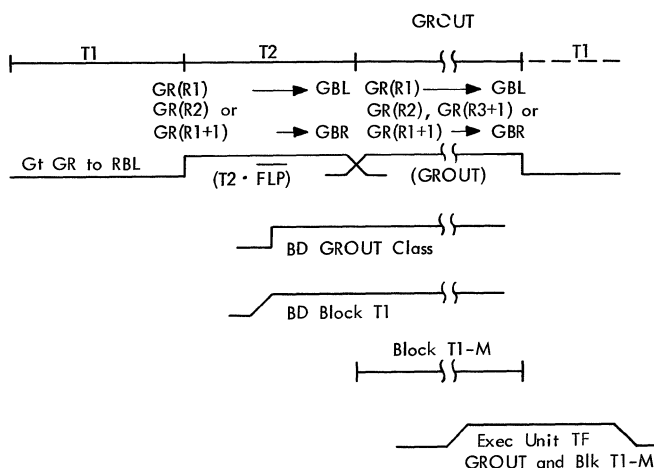 GROUT
T1 T2 T1
GR(R1) → GBL GR(R1) → GBL
GR(R2) or GR(R2), GR(R3+1) or
GR(R1+1) → GBR GR(R1+1) → GBR
Gt GR to RBL (T2 · F̅L̅P̅) (GROUT)
BD GROUT Class
BD Block T1
Block T1-M
Exec Unit TF
GROUT and Blk T1-M